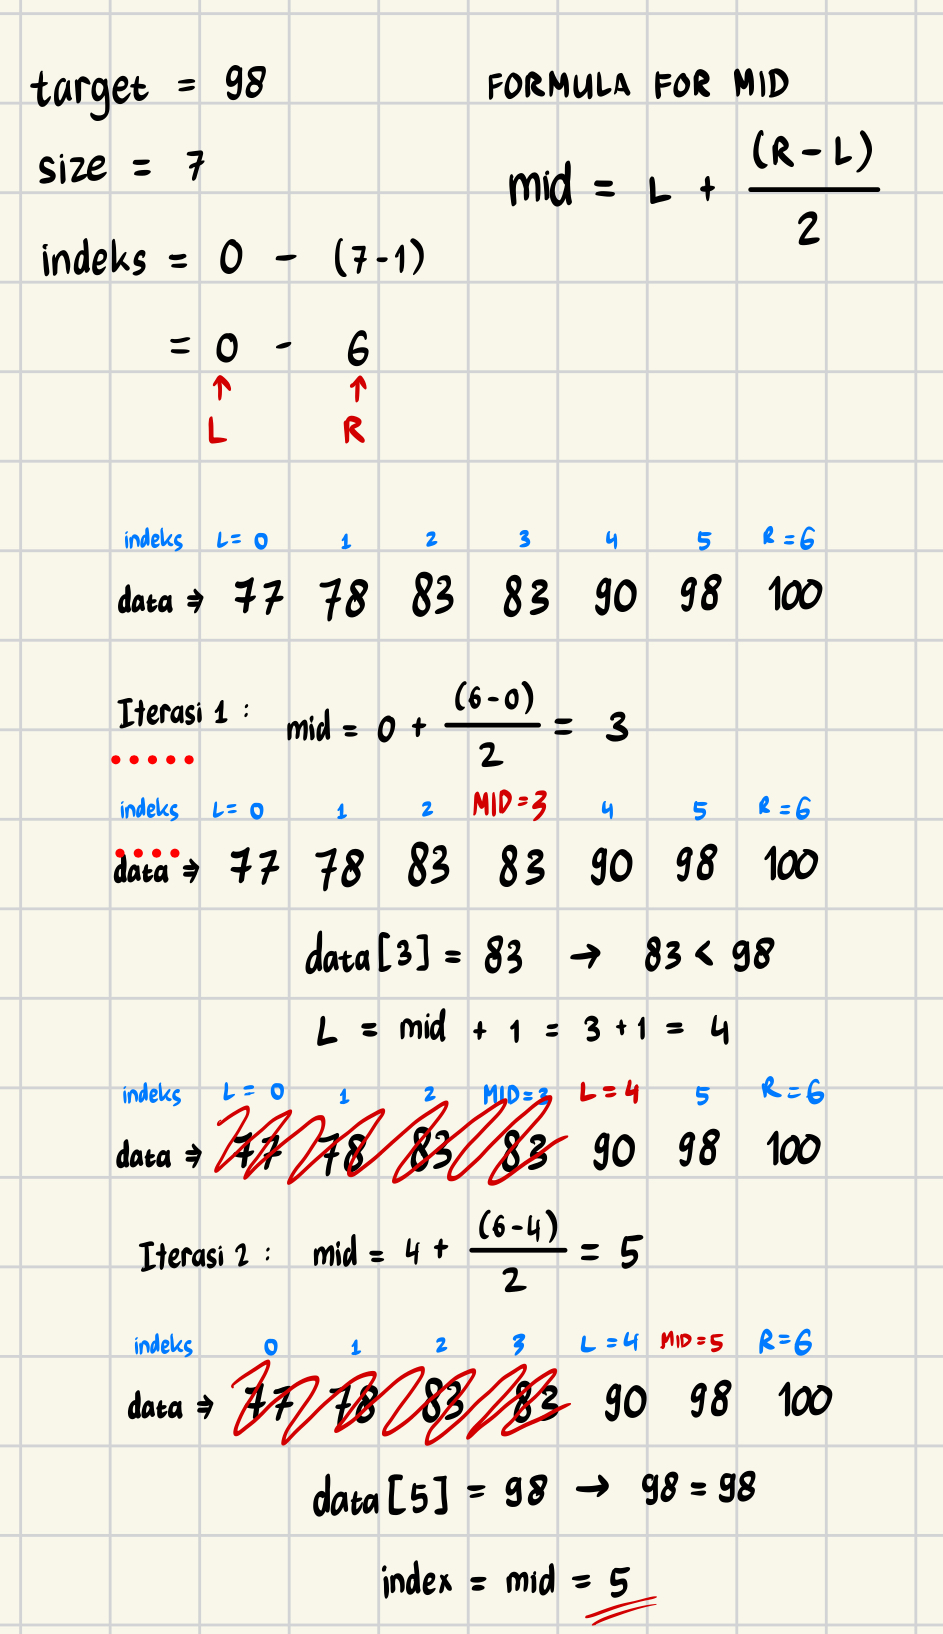 target = 98
FORMULA FOR MID
size = 7
mid = L + (R - L) / 2
indeks = 0 - (7-1)
= 0 - 6
↑ ↑
L R
indeks L= 0 1 2 3 4 5 R =6
data ⇒ 77 78 83 83 90 98 100
Iterasi 1 : mid = 0 + (6-0) / 2 = 3
indeks L= 0 1 2 MID=3 4 5 R =6
data ⇒ 77 78 83 83 90 98 100
data[3] = 83 → 83 < 98
L = mid + 1 = 3 + 1 = 4
indeks L = 0 1 2 MID=3 L=4 5 R=6
data ⇒ 77 78 83 83 90 98 100
Iterasi 2 : mid = 4 + (6-4) / 2 = 5
indeks 0 1 2 3 L=4 MID=5 R=6
data ⇒ 77 78 83 83 90 98 100
data[5] = 98 → 98 = 98
index = mid = 5